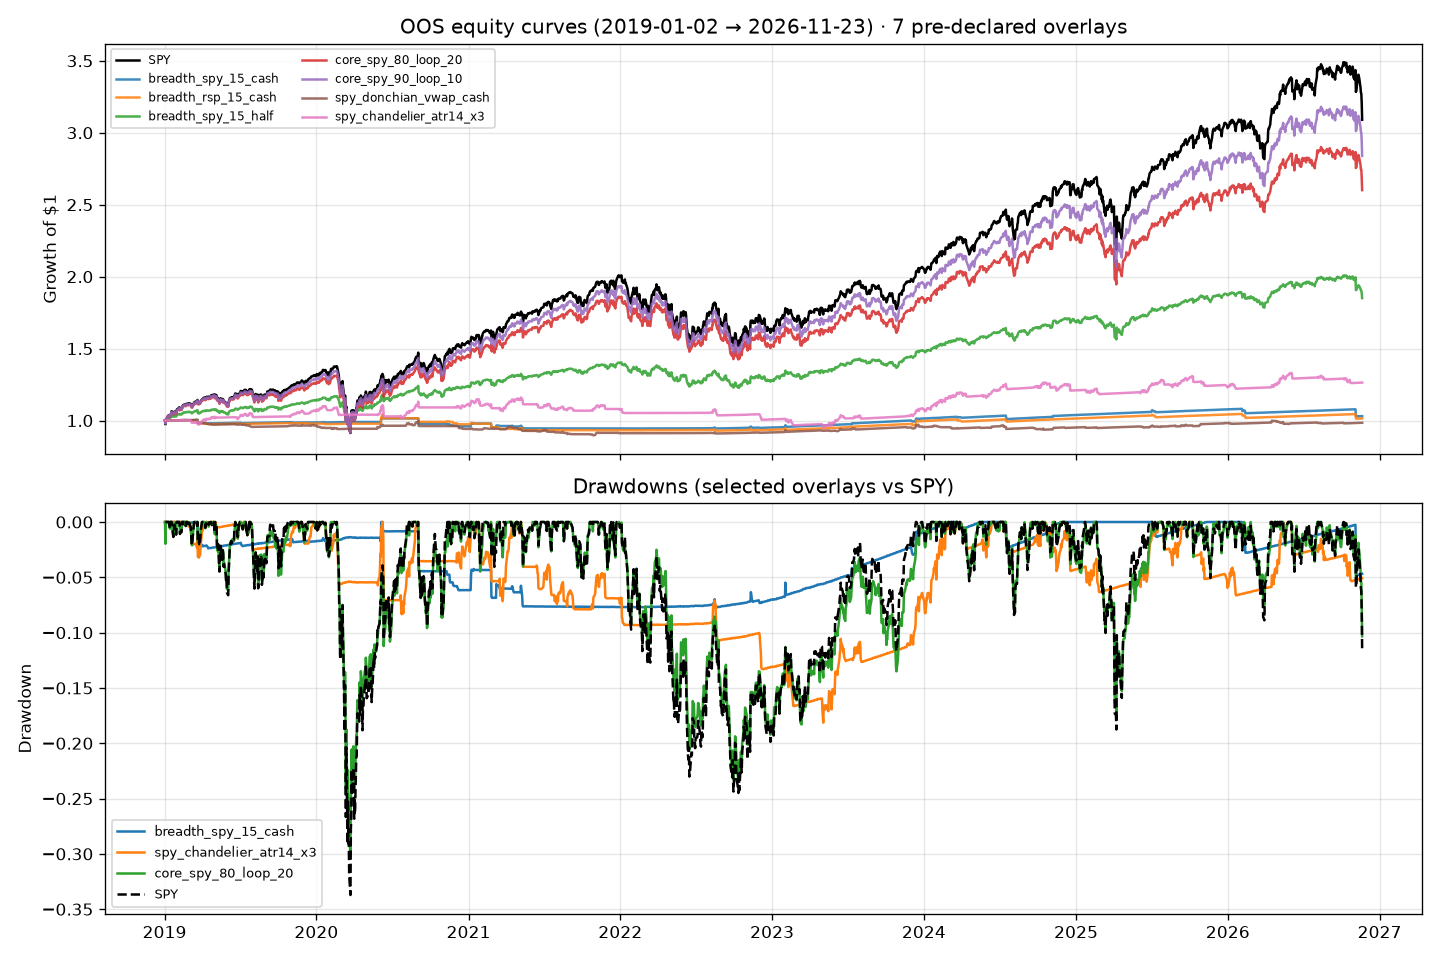 OOS equity curves (2019-01-02 → 2026-11-23) · 7 pre-declared overlays
SPY
breadth_spy_15_cash
breadth_rsp_15_cash
breadth_spy_15_half
core_spy_80_loop_20
core_spy_90_loop_10
spy_donchian_vwap_cash
spy_chandelier_atr14_x3
Growth of $1
3.5
3.0
2.5
2.0
1.5
1.0
Drawdowns (selected overlays vs SPY)
Drawdown
0.00
−0.05
−0.10
−0.15
−0.20
−0.25
−0.30
−0.35
breadth_spy_15_cash
spy_chandelier_atr14_x3
core_spy_80_loop_20
SPY
2019 2020 2021 2022 2023 2024 2025 2026 2027